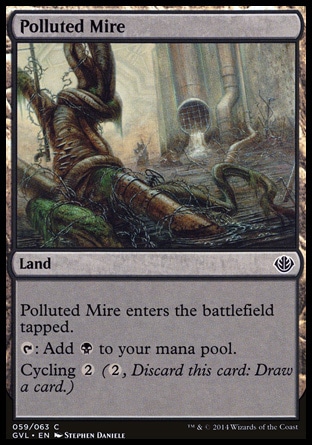 Polluted Mire
Land
Polluted Mire enters the battlefield
tapped.
: Add to your mana pool.
Cycling 2 (2, Discard this card: Draw
a card.)
059/063 C
GVL • EN Stephen Daniele
™ & © 2014 Wizards of the Coast